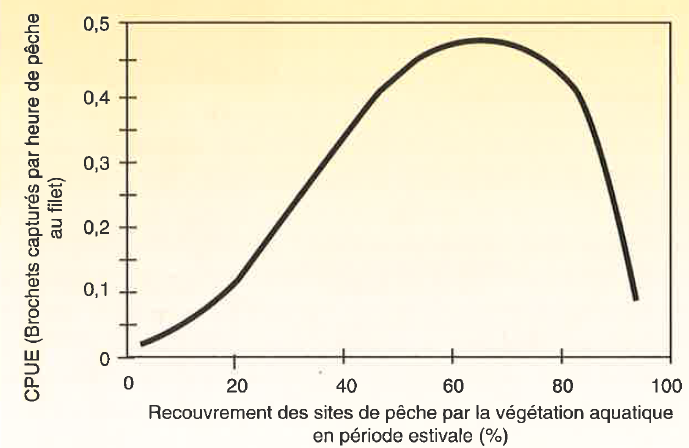 CPUE (Brochets capturés par heure de pêche
au filet)
0,5
0,4
0,3
0,2
0,1
0
0 20 40 60 80 100
Recouvrement des sites de pêche par la végétation aquatique
en période estivale (%)